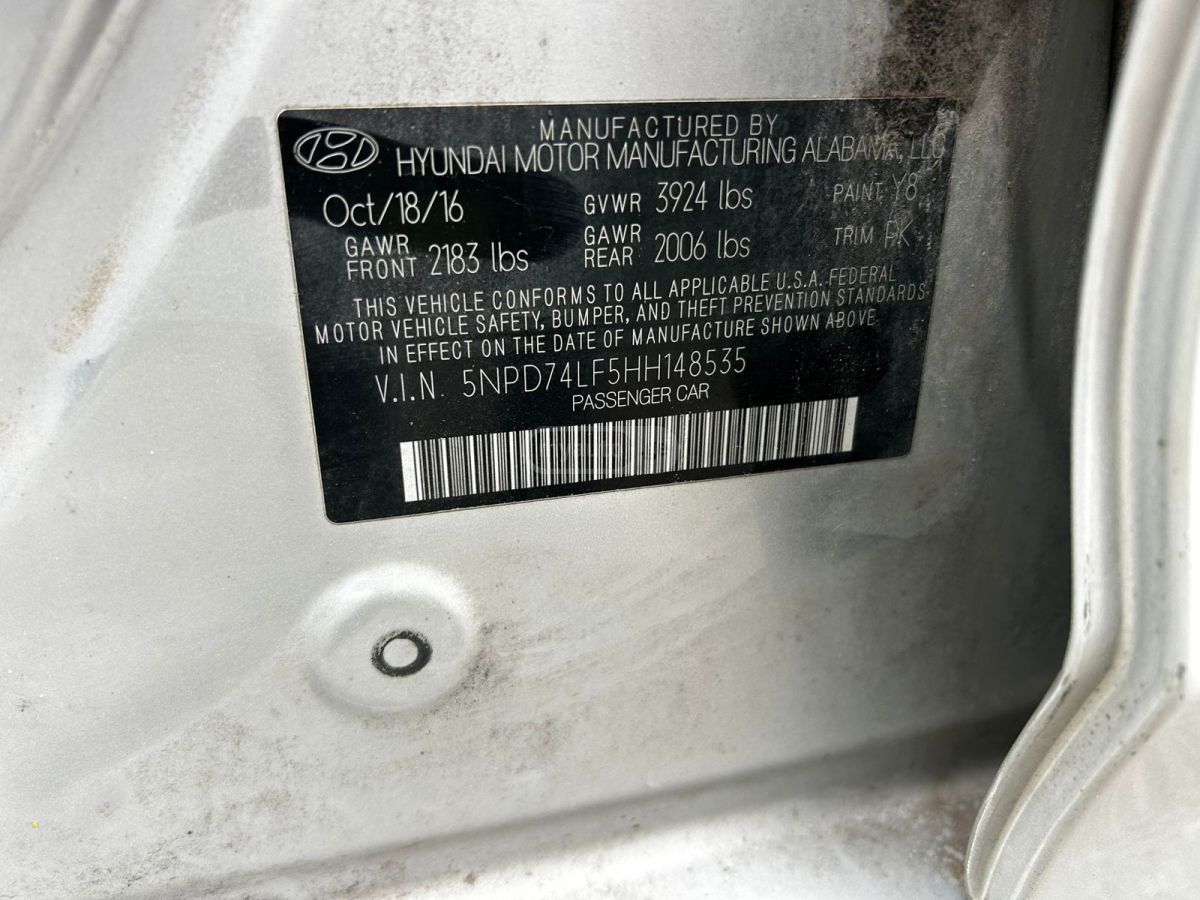 MANUFACTURED BY
HYUNDAI MOTOR MANUFACTURING ALABAMA, LLC
Oct/18/16 GVWR 3924 lbs PAINT Y8
GAWR FRONT 2183 lbs GAWR REAR 2006 lbs TRIM
THIS VEHICLE CONFORMS TO ALL APPLICABLE U.S.A. FEDERAL
MOTOR VEHICLE SAFETY, BUMPER, AND THEFT PREVENTION STANDARDS
IN EFFECT ON THE DATE OF MANUFACTURE SHOWN ABOVE.
V.I.N. 5NPD74LF5HH148535
PASSENGER CAR